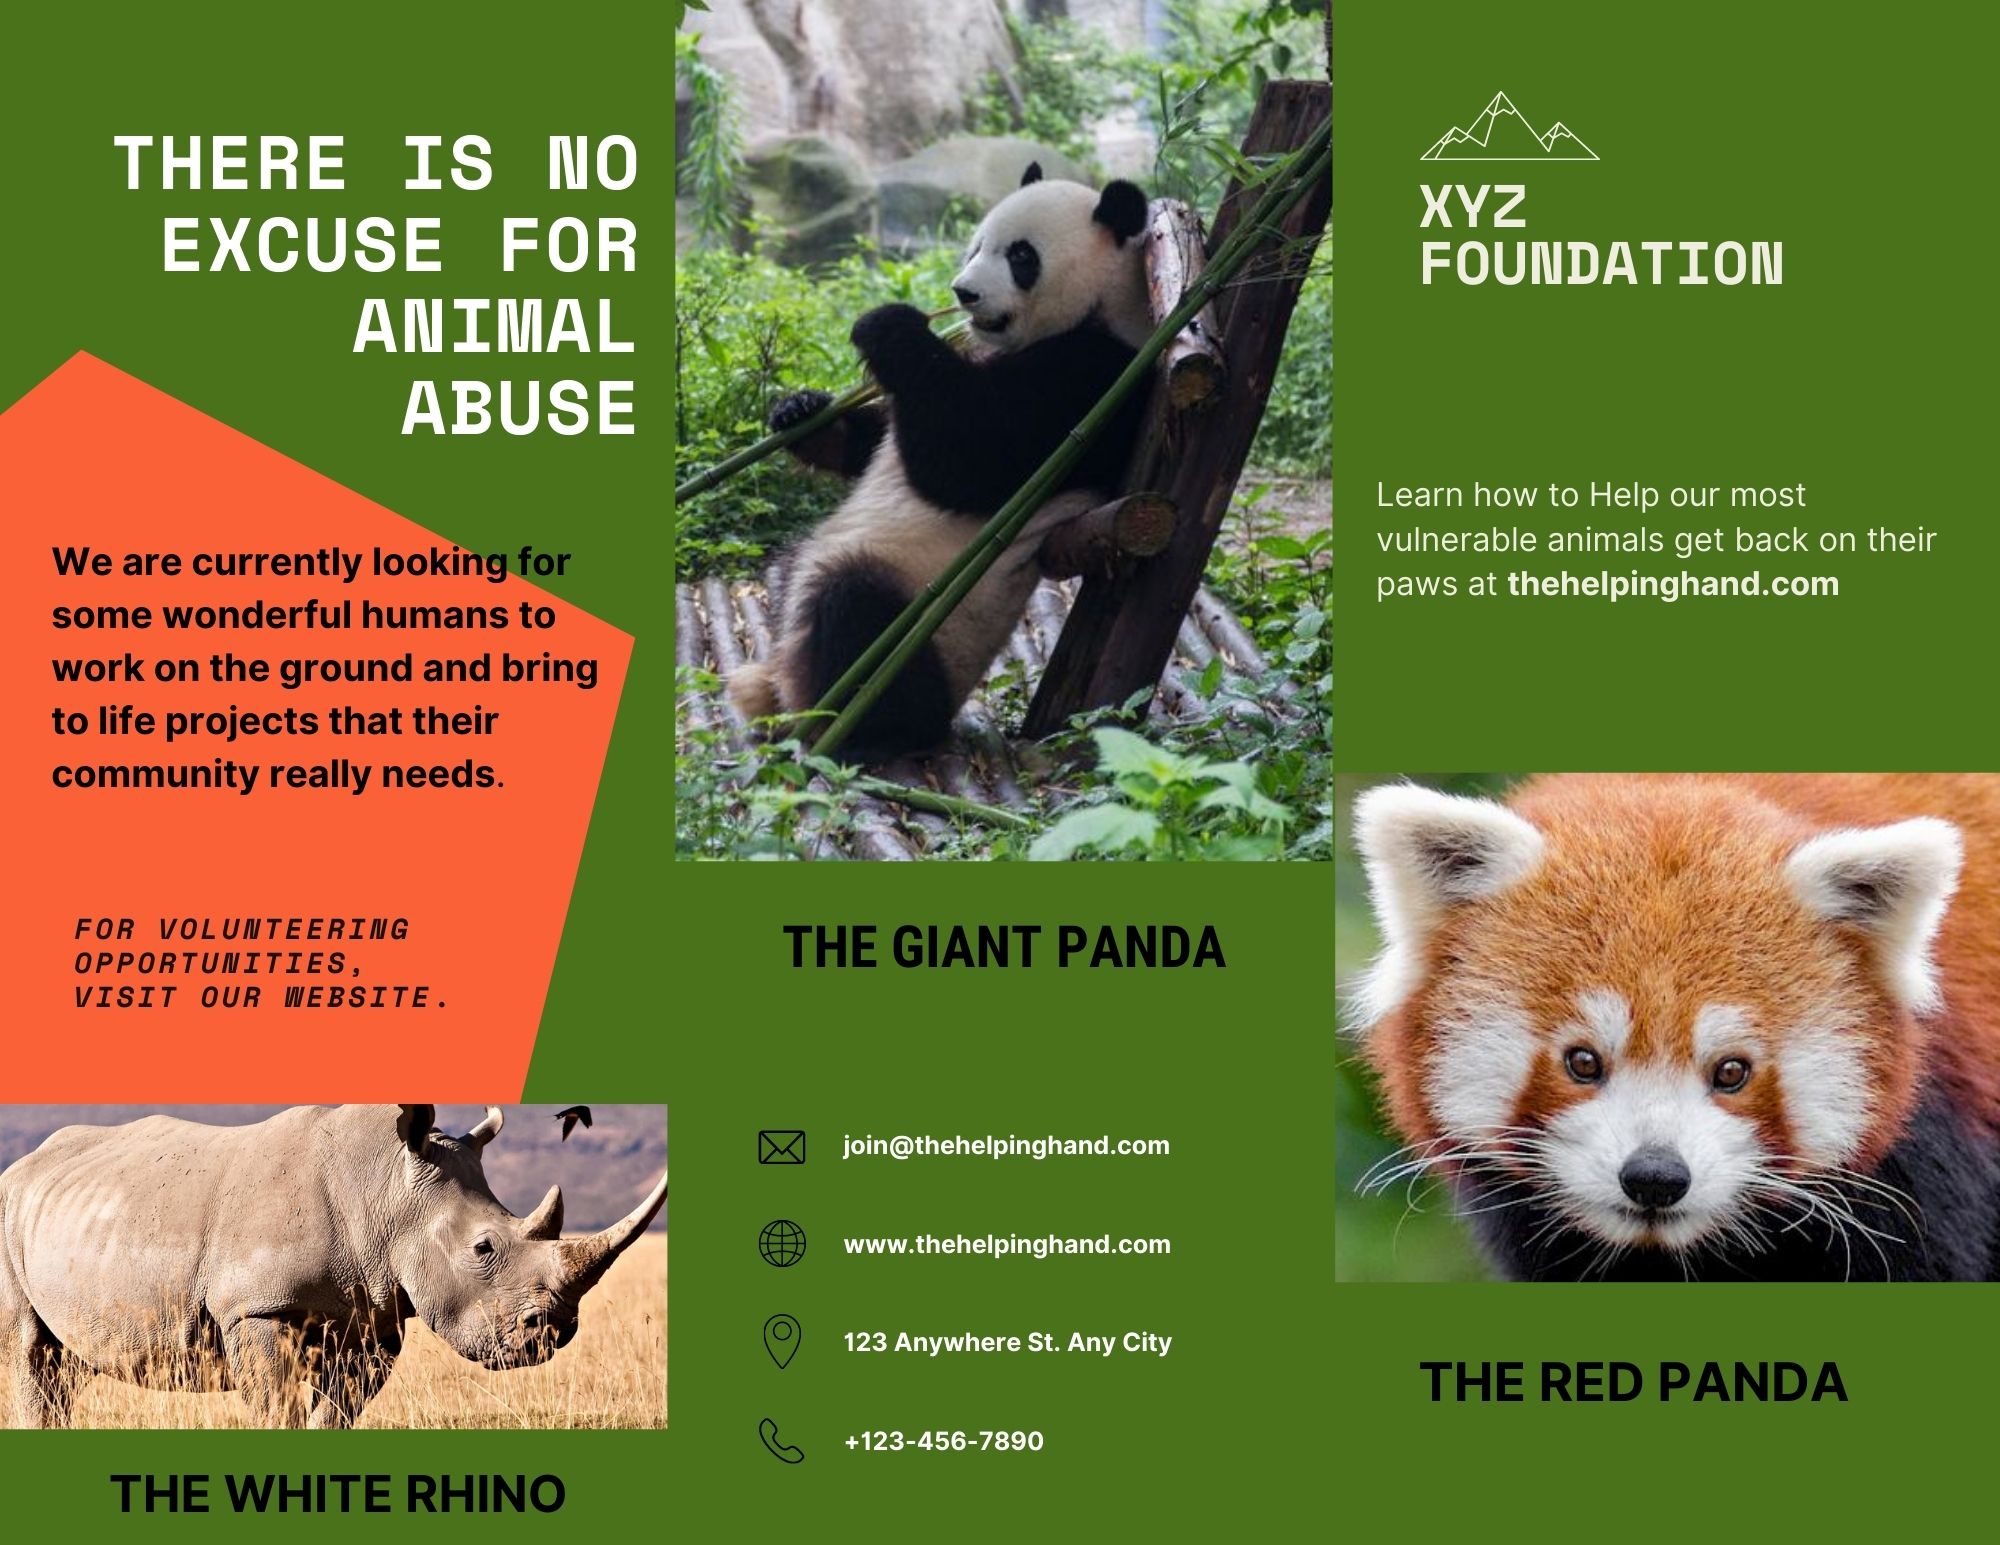 THERE IS NO
EXCUSE FOR
ANIMAL
ABUSE
We are currently looking for
some wonderful humans to
work on the ground and bring
to life projects that their
community really needs.
FOR VOLUNTEERING
OPPORTUNITIES,
VISIT OUR WEBSITE.
THE WHITE RHINO
THE GIANT PANDA
join@thehelpinghand.com
www.thehelpinghand.com
123 Anywhere St. Any City
+123-456-7890
XYZ
FOUNDATION
Learn how to Help our most
vulnerable animals get back on their
paws at thehelpinghand.com
THE RED PANDA